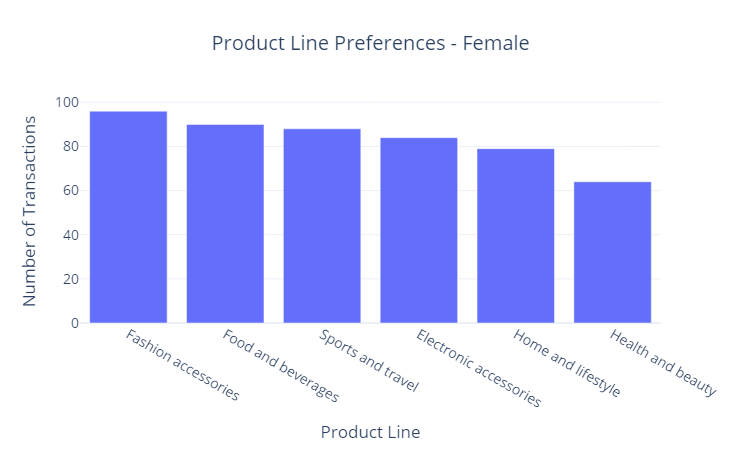 Product Line Preferences - Female
Number of Transactions
100
80
60
40
20
0
Fashion accessories
Food and beverages
Sports and travel
Electronic accessories
Home and lifestyle
Health and beauty
Product Line